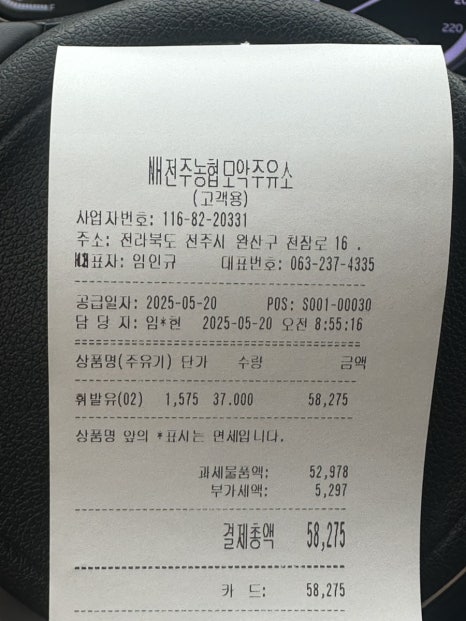 NH전주농협모악주유소
(고객용)
사업자번호: 116-82-20331
주소: 전라북도 전주시 완산구 천잠로 16 .
대표자: 임인규 대표번호: 063-237-4335
공급일자: 2025-05-20 POS: S001-00030
담 당 자: 임*현 2025-05-20 오전 8:55:16
상품명(주유기) 단가 수량 금액
휘발유(02) 1,575 37.000 58,275
상품명 앞의 *표시는 면세입니다.
과세물품액: 52,978
부가세액: 5,297
결제총액 58,275
카 드: 58,275
220